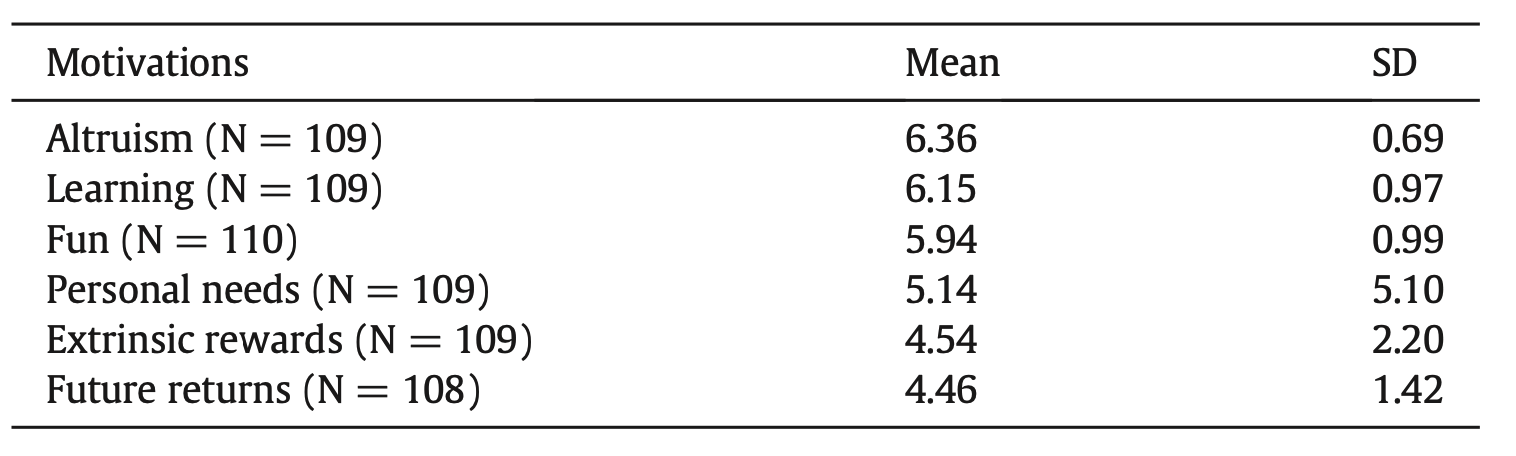 Motivations Mean SD
Altruism (N = 109) 6.36 0.69
Learning (N = 109) 6.15 0.97
Fun (N = 110) 5.94 0.99
Personal needs (N = 109) 5.14 5.10
Extrinsic rewards (N = 109) 4.54 2.20
Future returns (N = 108) 4.46 1.42